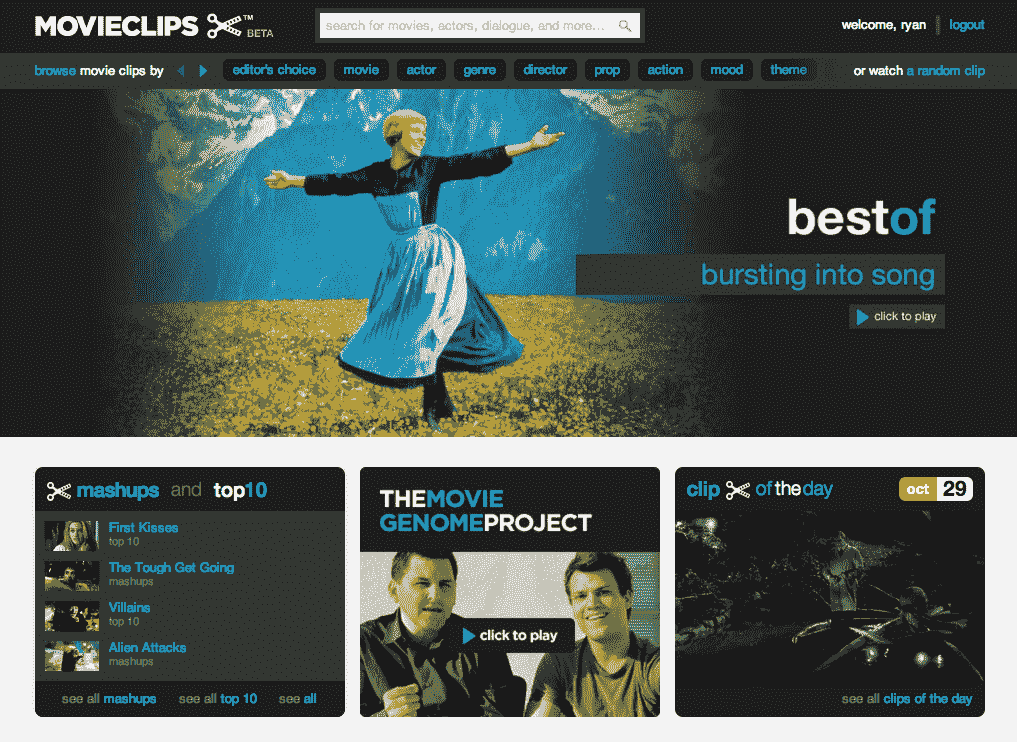 MOVIECLIPS ™ BETA
search for movies, actors, dialogue, and more...
welcome, ryan logout
browse movie clips by editor's choice movie actor genre director prop action mood theme or watch a random clip
bestof
bursting into song
click to play
mashups and top10
First Kisses
top 10
The Tough Get Going
mashups
Villains
top 10
Alien Attacks
mashups
see all mashups see all top 10 see all
THEMOVIE
GENOMEPROJECT
click to play
clip of the day oct 29
see all clips of the day